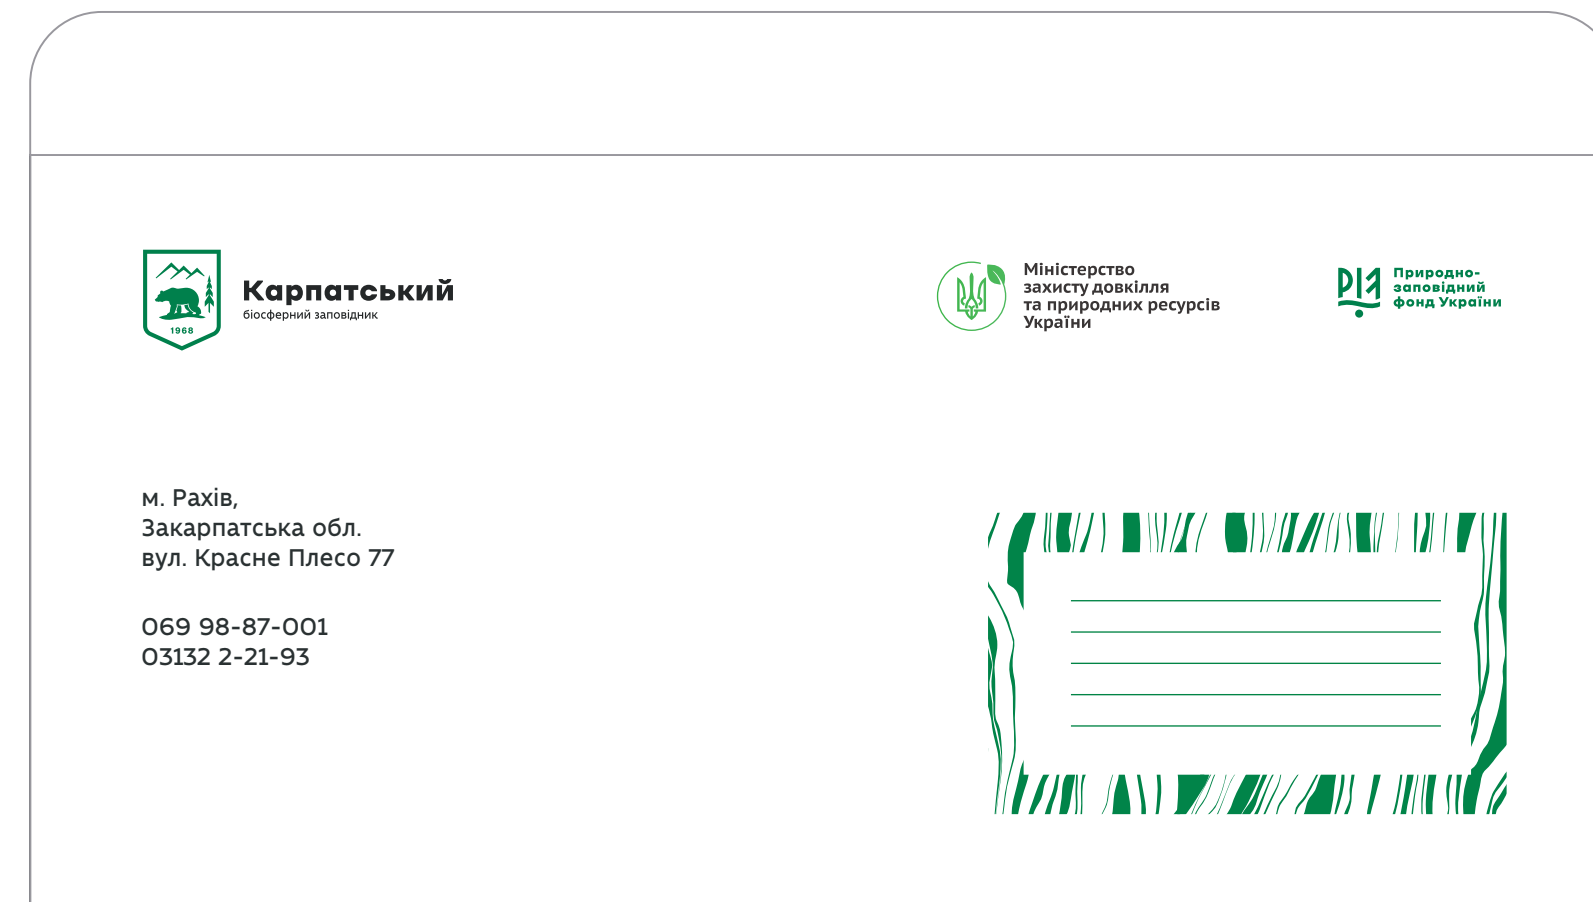 1968
Карпатський
біосферний заповідник
Міністерство
захисту довкілля
та природних ресурсів
України
Природно-
заповідний
фонд України
м. Рахів,
Закарпатська обл.
вул. Красне Плесо 77
069 98-87-001
03132 2-21-93